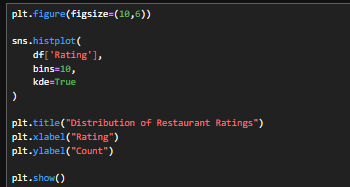 plt.figure(figsize=(10,6))
sns.histplot(
    df['Rating'],
    bins=10,
    kde=True
)
plt.title("Distribution of Restaurant Ratings")
plt.xlabel("Rating")
plt.ylabel("Count")
plt.show()